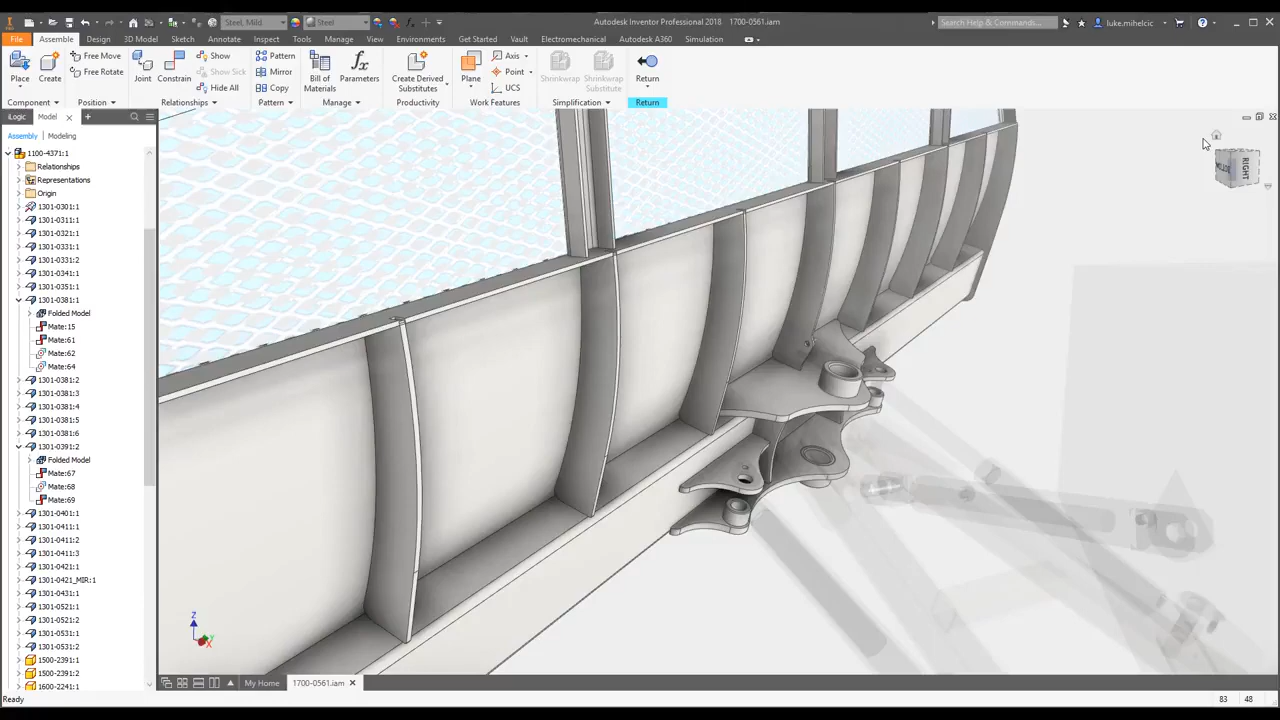 Steel, Mild
Steel
Autodesk Inventor Professional 2018   1700-0561.iam
Search Help & Commands...
luke.mihelcic
File Assemble Design 3D Model Sketch Annotate Inspect Tools Manage View Environments Get Started Vault Electromechanical Autodesk A360 Simulation
Place
Create
Free Move
Free Rotate
Joint
Constrain
Show
Show Sick
Hide All
Pattern
Mirror
Copy
Bill of Materials
Parameters
Create Derived Substitutes
Plane
Axis
Point
UCS
Shrinkwrap
Shrinkwrap Substitute
Return
Component Position Relationships Pattern Manage Productivity Work Features Simplification Return
iLogic Model
Assembly Modeling
1100-4371:1
Relationships
Representations
Origin
1301-0301:1
1301-0311:1
1301-0321:1
1301-0331:1
1301-0331:2
1301-0341:1
1301-0351:1
1301-0381:1
Folded Model
Mate:15
Mate:61
Mate:62
Mate:64
1301-0381:2
1301-0381:3
1301-0381:4
1301-0381:5
1301-0381:6
1301-0391:2
Folded Model
Mate:67
Mate:68
Mate:69
1301-0401:1
1301-0411:1
1301-0411:2
1301-0411:3
1301-0421:1
1301-0421_MIR:1
1301-0431:1
1301-0521:1
1301-0521:2
1301-0531:1
1301-0531:2
1500-2391:1
1500-2391:2
1600-2241:1
RIGHT
Z
X
My Home 1700-0561.iam
Ready
83 48